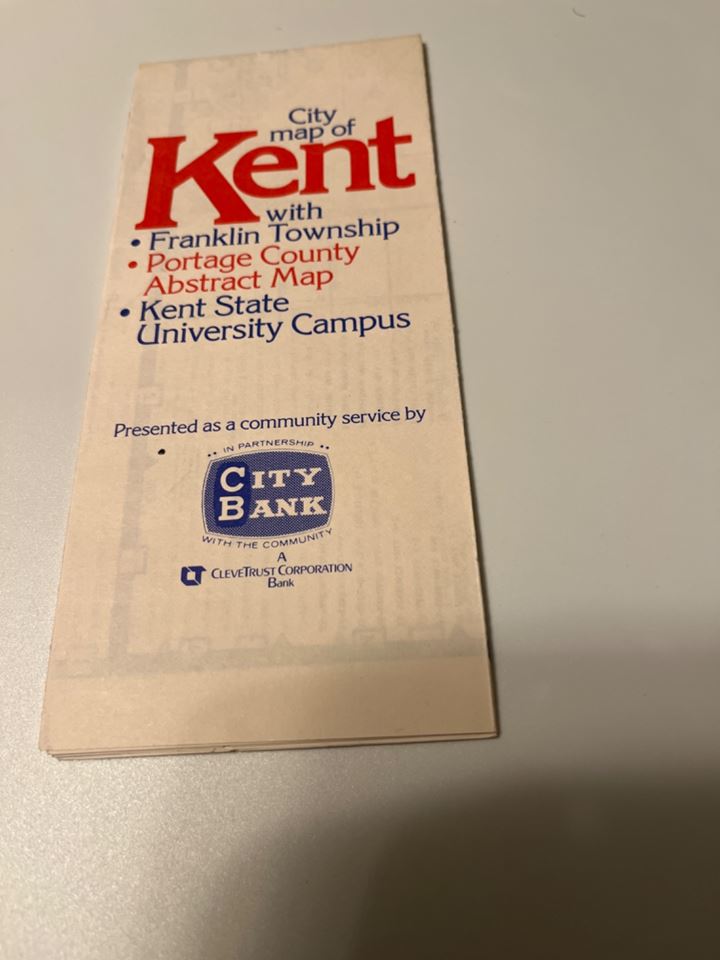 City
map of
Kent
with
• Franklin Township
• Portage County
Abstract Map
• Kent State
University Campus
Presented as a community service by
•• IN PARTNERSHIP ••
CITY
BANK
WITH THE COMMUNITY
A
CLEVETRUST CORPORATION
Bank